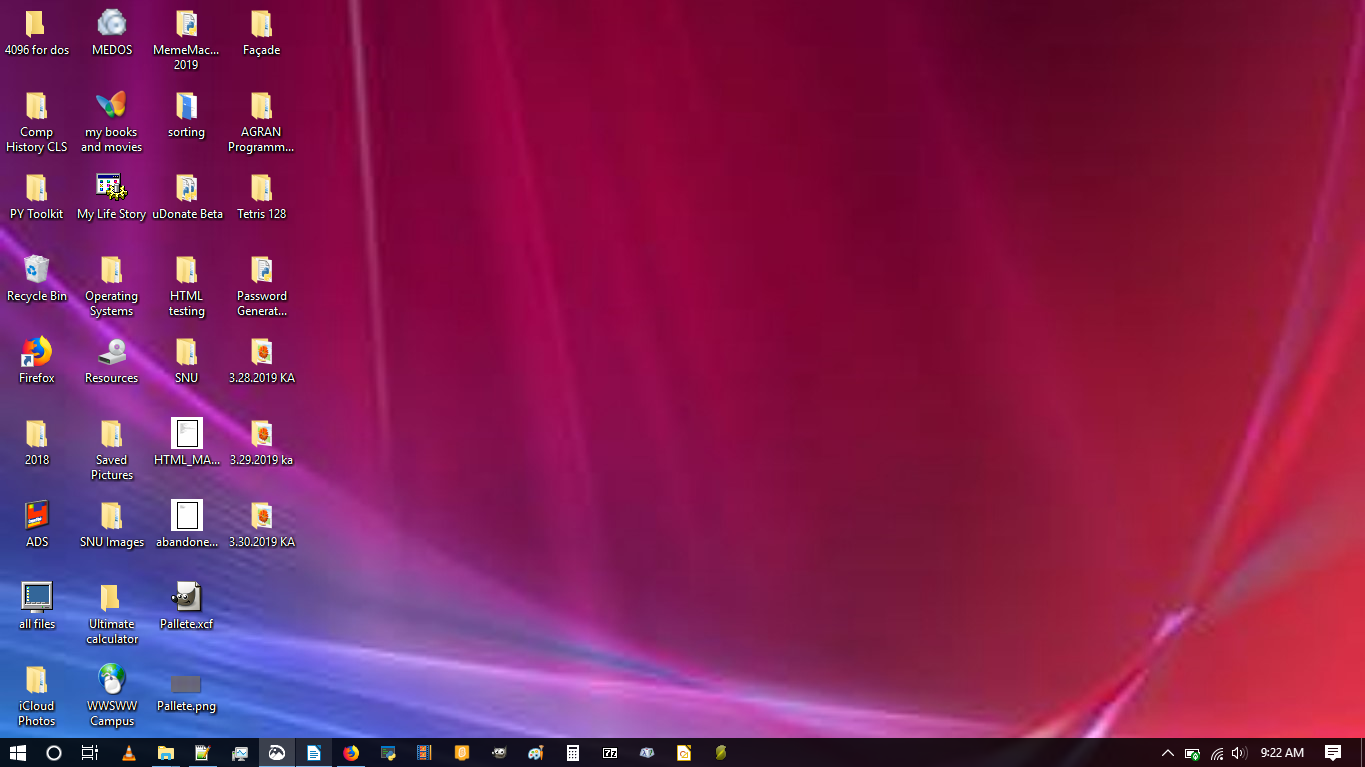 4096 for dos
MEDOS
MemeMac...
2019
Façade
Comp
History CLS
my books
and movies
sorting
AGRAN
Programm...
PY Toolkit
My Life Story
uDonate Beta
Tetris 128
Recycle Bin
Operating
Systems
HTML
testing
Password
Generat...
Firefox
Resources
SNU
3.28.2019 KA
2018
Saved
Pictures
HTML_MA...
3.29.2019 ka
ADS
SNU Images
abandone...
3.30.2019 KA
all files
Ultimate
calculator
Pallete.xcf
iCloud
Photos
WWSWW
Campus
Pallete.png
9:22 AM